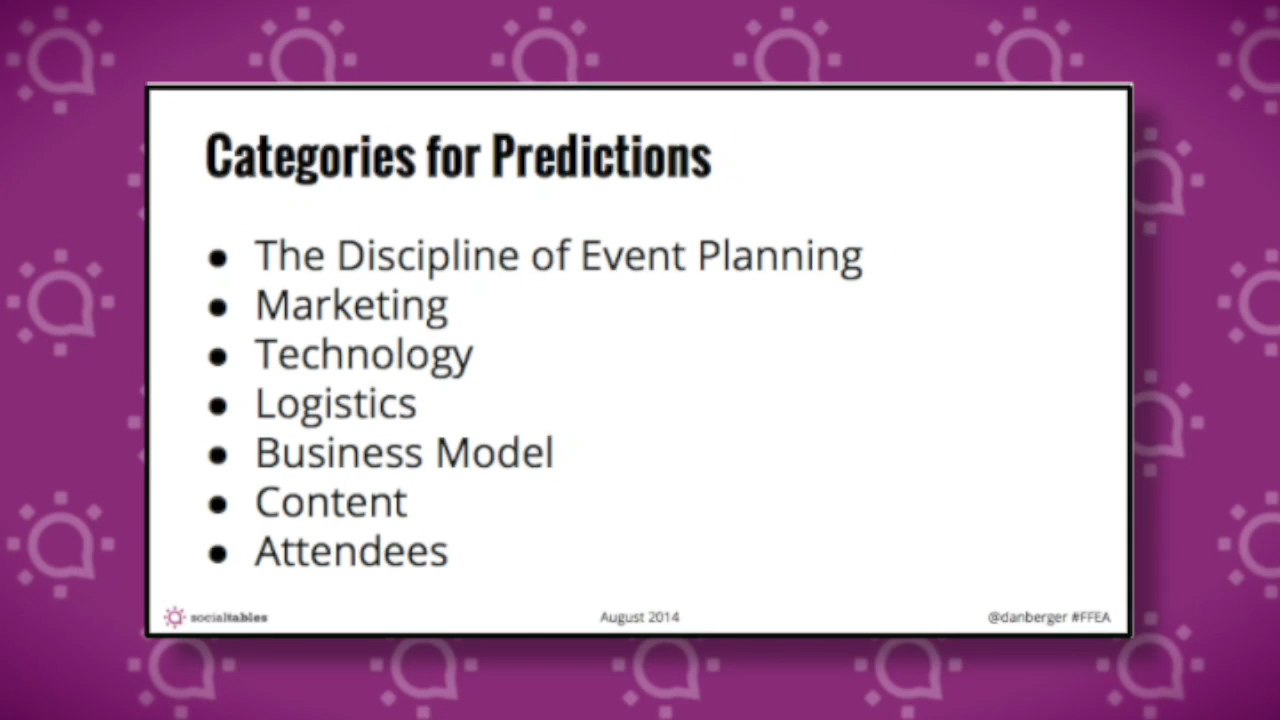 Categories for Predictions
● The Discipline of Event Planning
● Marketing
● Technology
● Logistics
● Business Model
● Content
● Attendees
socialtables
August 2014
@danberger #FFEA